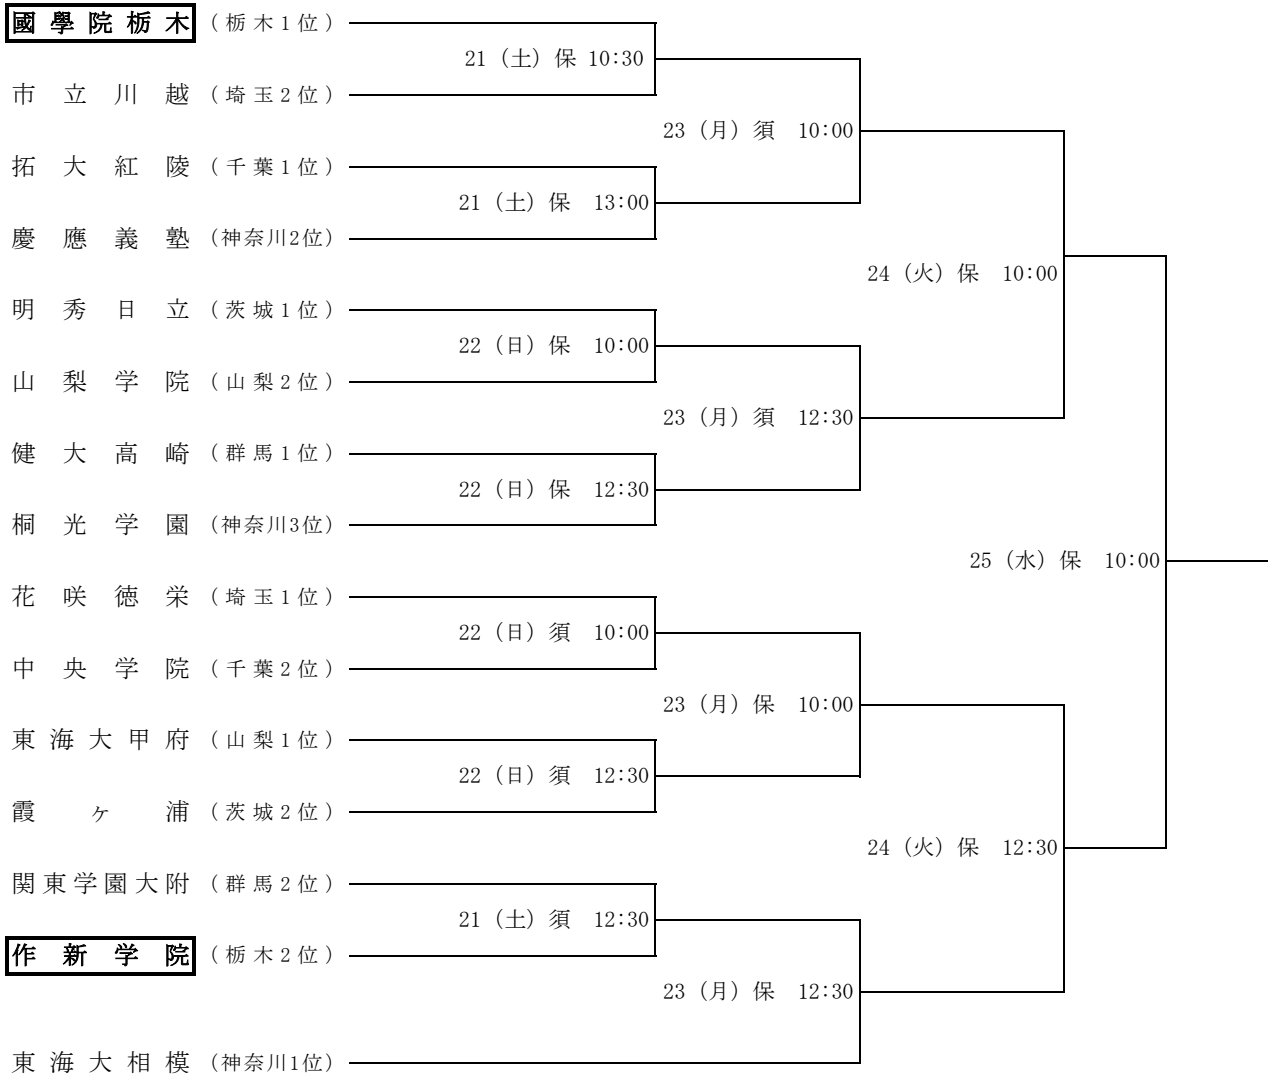 國學院栃木 (栃木1位)
21 (土) 保 10:30
市立川越 (埼玉2位)
23 (月) 須 10:00
拓大紅陵 (千葉1位)
21 (土) 保 13:00
慶應義塾 (神奈川2位)
24 (火) 保 10:00
明秀日立 (茨城1位)
22 (日) 保 10:00
山梨学院 (山梨2位)
23 (月) 須 12:30
健大高崎 (群馬1位)
22 (日) 保 12:30
桐光学園 (神奈川3位)
25 (水) 保 10:00
花咲徳栄 (埼玉1位)
22 (日) 須 10:00
中央学院 (千葉2位)
23 (月) 保 10:00
東海大甲府 (山梨1位)
22 (日) 須 12:30
霞ヶ浦 (茨城2位)
24 (火) 保 12:30
関東学園大附 (群馬2位)
21 (土) 須 12:30
作新学院 (栃木2位)
23 (月) 保 12:30
東海大相模 (神奈川1位)